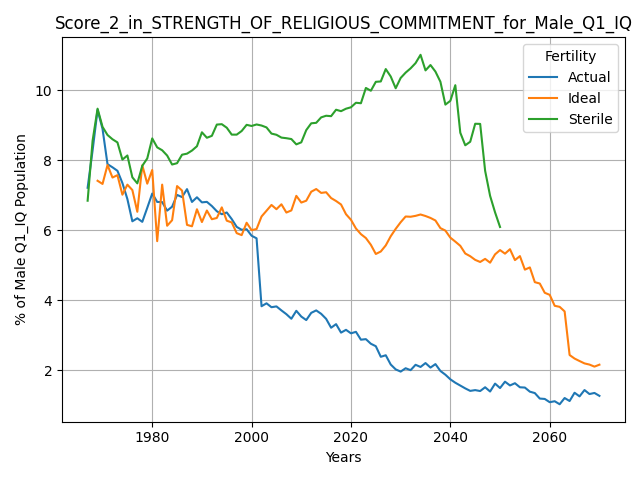 Score_2_in_STRENGTH_OF_RELIGIOUS_COMMITMENT_for_Male_Q1_IQ
Fertility
Actual
Ideal
Sterile
% of Male Q1_IQ Population
10
8
6
4
2
1980 2000 2020 2040 2060
Years